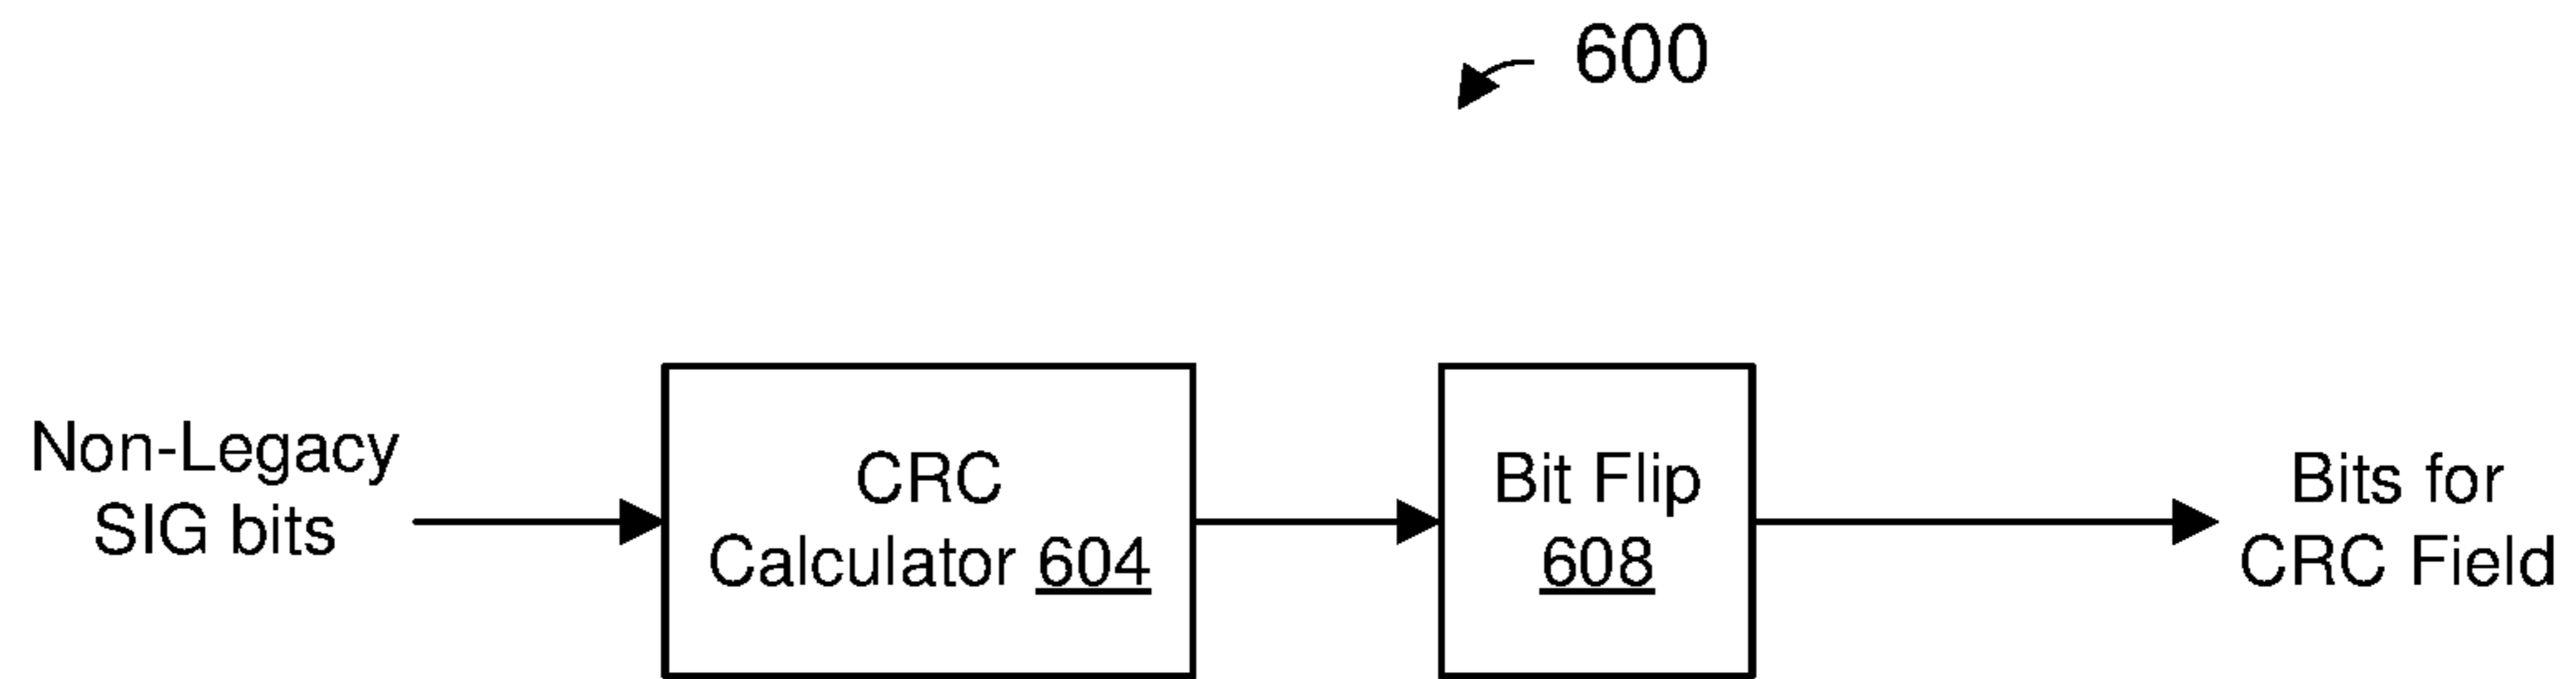 600
Non-Legacy
SIG bits
CRC
Calculator 604
Bit Flip
608
Bits for
CRC Field